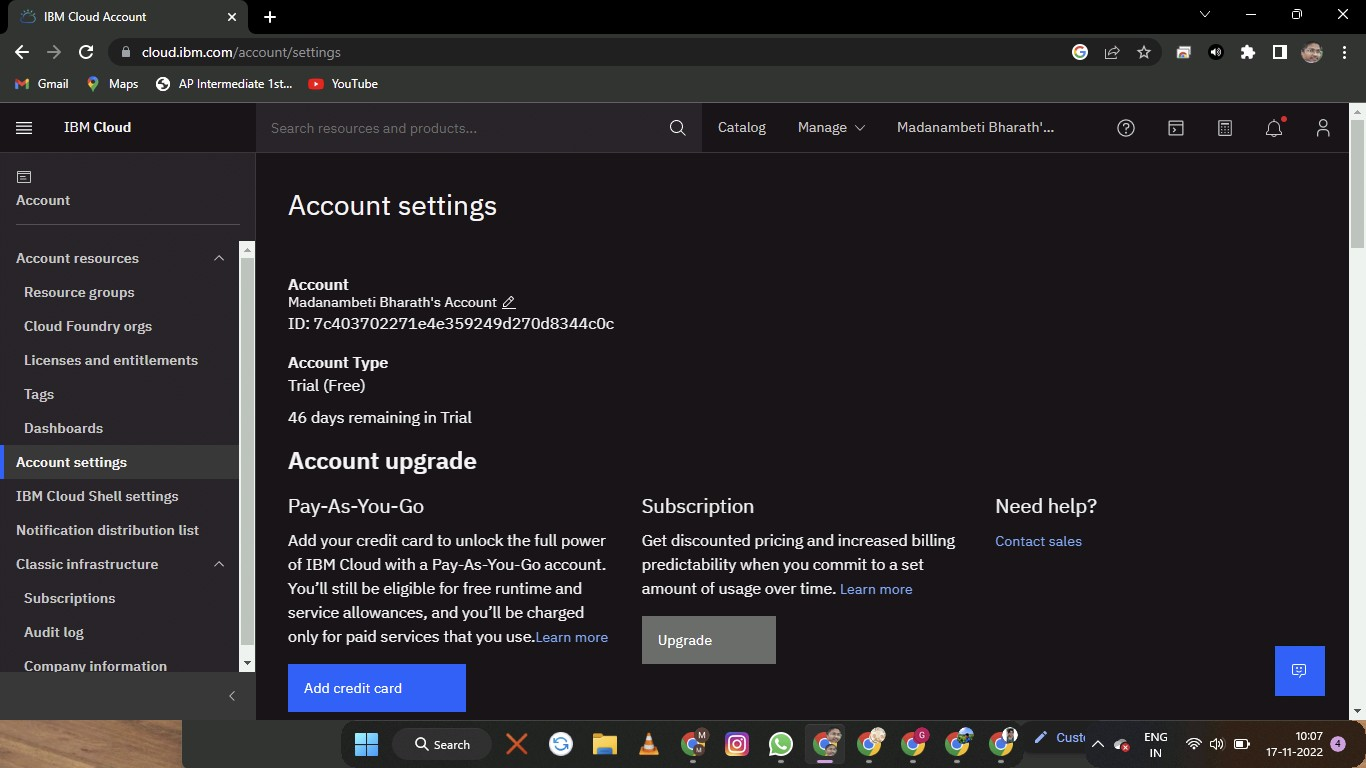 IBM Cloud Account
cloud.ibm.com/account/settings
Gmail
Maps
AP Intermediate 1st...
YouTube
IBM Cloud
Search resources and products...
Catalog
Manage
Madanambeti Bharath'...
Account
Account resources
Resource groups
Cloud Foundry orgs
Licenses and entitlements
Tags
Dashboards
Account settings
IBM Cloud Shell settings
Notification distribution list
Classic infrastructure
Subscriptions
Audit log
Company information
Account settings
Account
Madanambeti Bharath's Account
ID: 7c403702271e4e359249d270d8344c0c
Account Type
Trial (Free)
46 days remaining in Trial
Account upgrade
Pay-As-You-Go
Add your credit card to unlock the full power
of IBM Cloud with a Pay-As-You-Go account.
You'll still be eligible for free runtime and
service allowances, and you'll be charged
only for paid services that you use.Learn more
Add credit card
Subscription
Get discounted pricing and increased billing
predictability when you commit to a set
amount of usage over time. Learn more
Upgrade
Need help?
Contact sales
Search
M
G
Custo
ENG
IN
10:07
17-11-2022
4